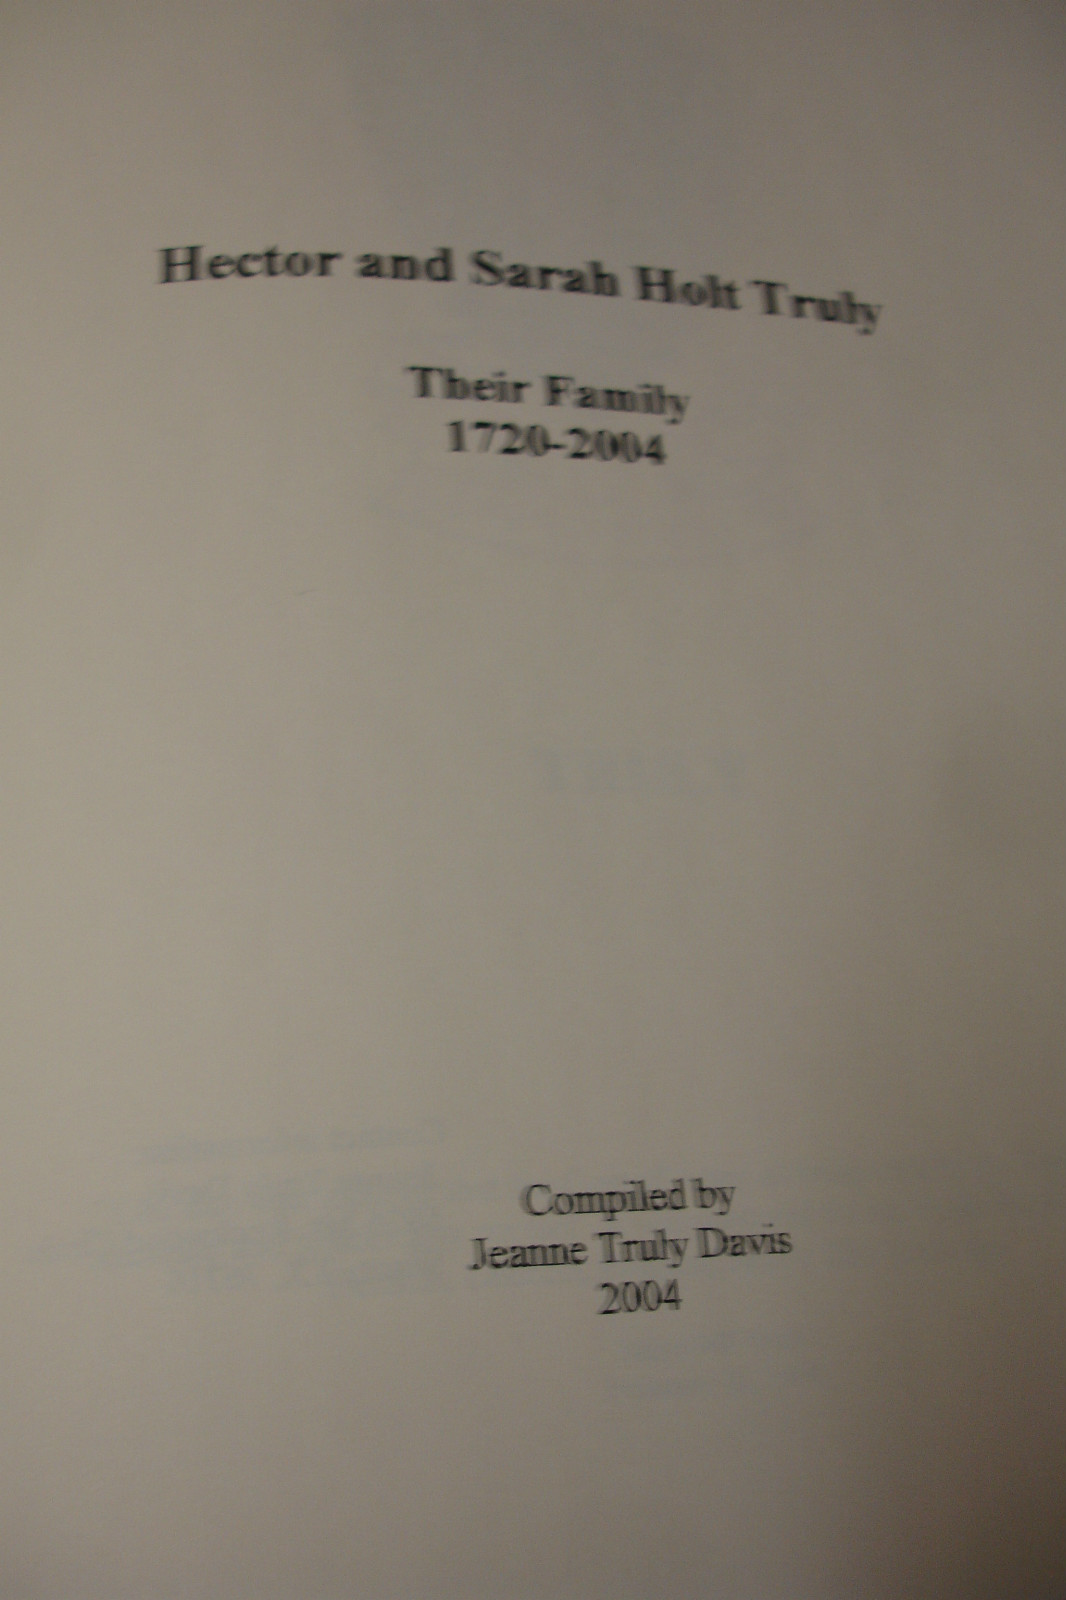 Hector and Sarah Holt Truly
Their Family
1720-2004
Compiled by
Jeanne Truly Davis
2004